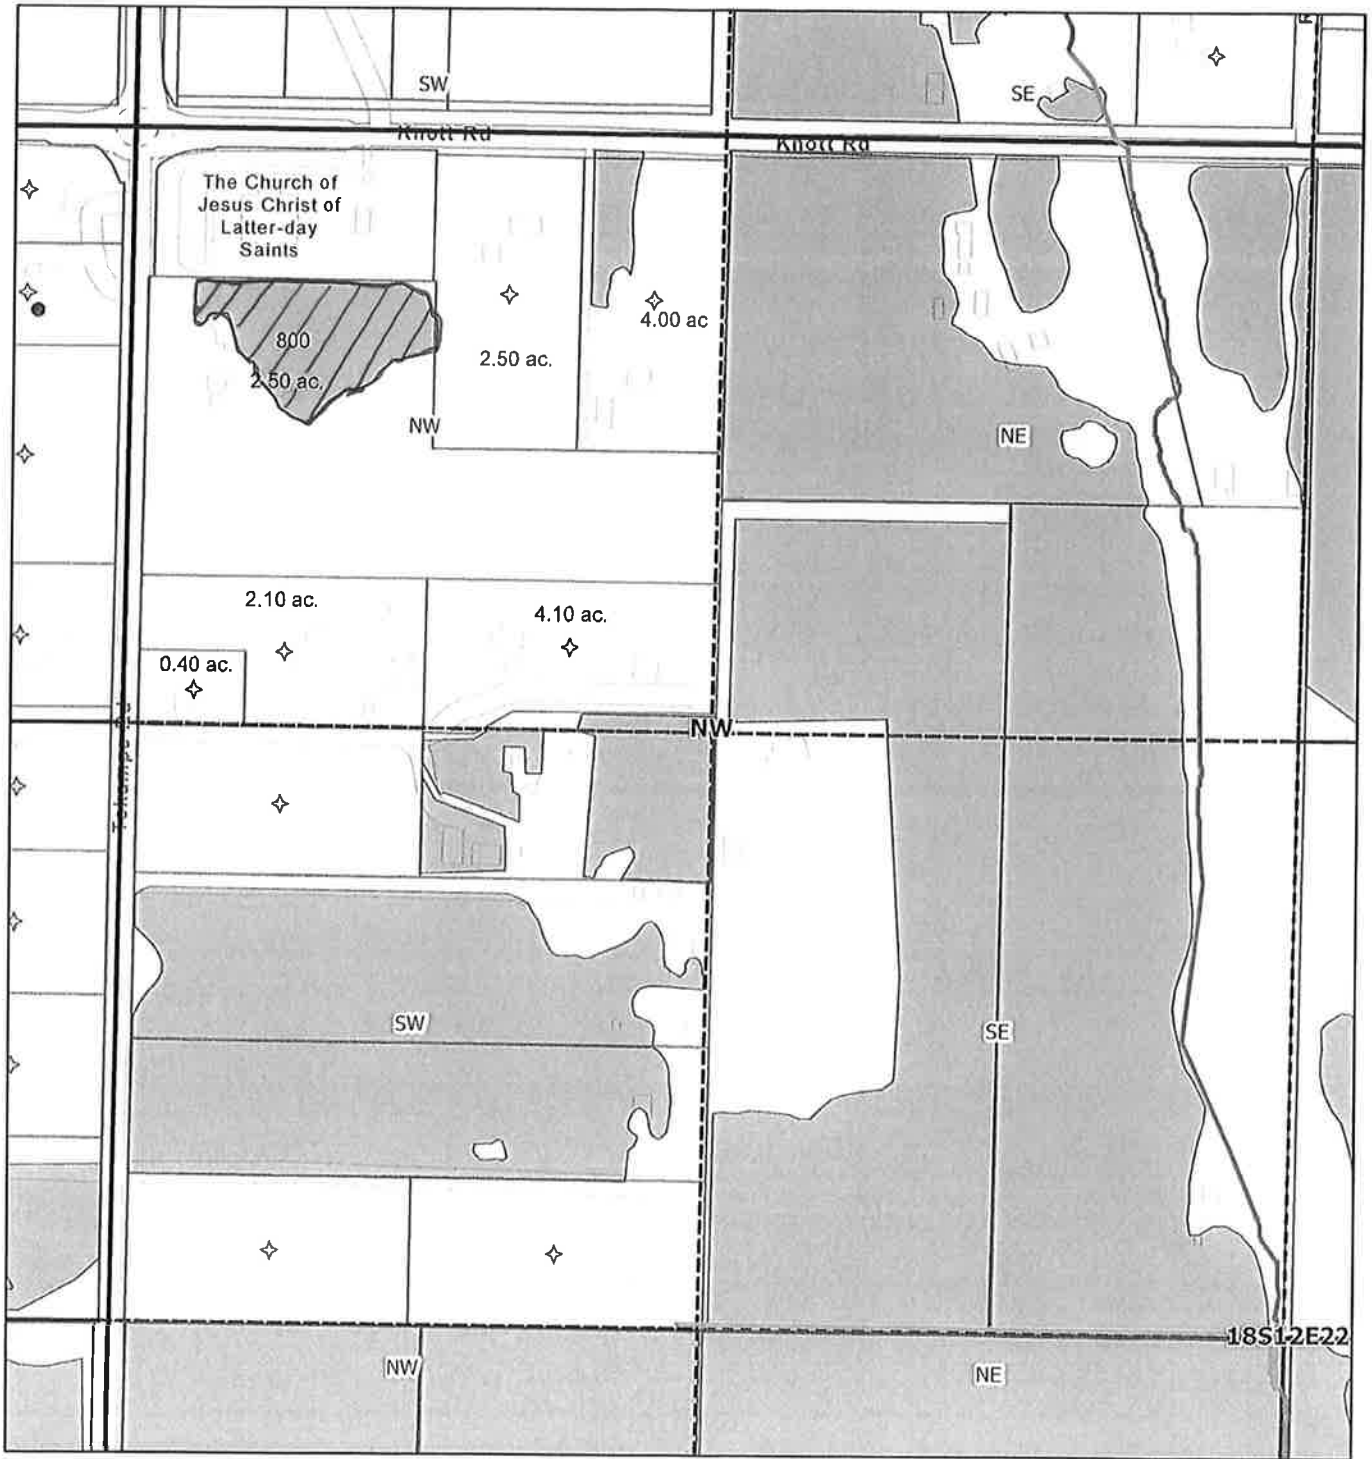 SW
SE
Knott Rd
Knott Rd
The Church of
Jesus Christ of
Latter-day
Saints
800
2.50 ac.
2.50 ac.
4.00 ac
NW
NE
2.10 ac.
4.10 ac.
0.40 ac.
NW
SW
SE
18S12E22
NW
NE